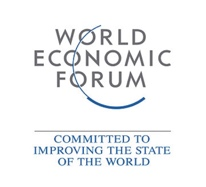 WORLD
ECONOMIC
FORUM
COMMITTED TO
IMPROVING THE STATE
OF THE WORLD